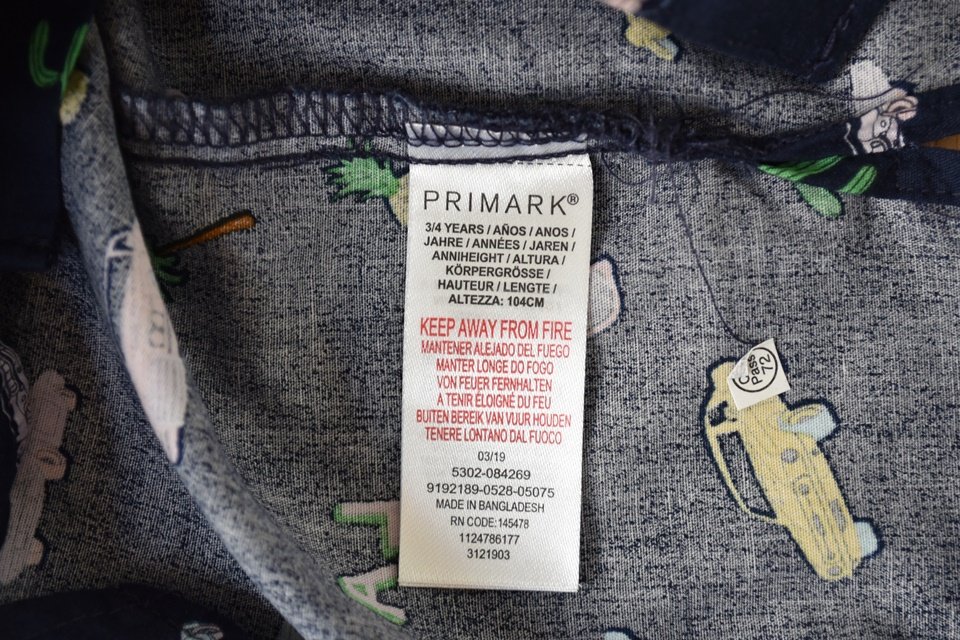 PRIMARK®
3/4 YEARS / AÑOS / ANOS /
JAHRE / ANNÉES / JAREN /
ANNIHEIGHT / ALTURA /
KÖRPERGRÖSSE /
HAUTEUR / LENGTE /
ALTEZZA: 104CM
KEEP AWAY FROM FIRE
MANTENER ALEJADO DEL FUEGO
MANTER LONGE DO FOGO
VON FEUER FERNHALTEN
A TENIR ÉLOIGNÉ DU FEU
BUITEN BEREIK VAN VUUR HOUDEN
TENERE LONTANO DAL FUOCO
03/19
5302-084269
9192189-0528-05075
MADE IN BANGLADESH
RN CODE:145478
1124786177
3121903
C
Pass
72